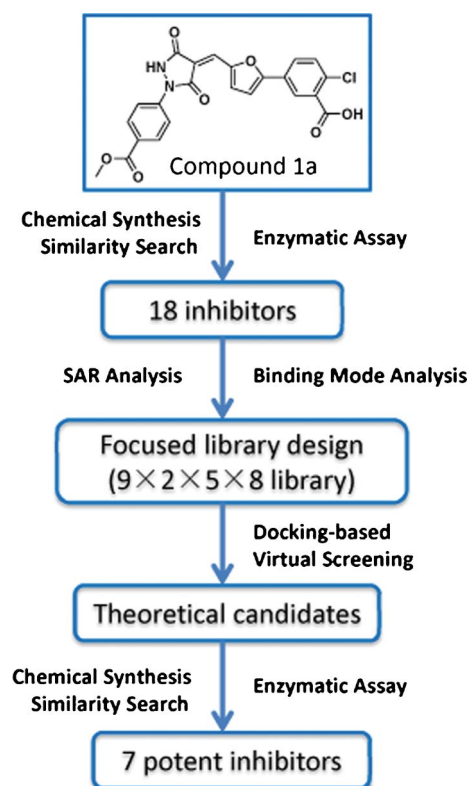 O
O
HN
N
O
O
Cl
OH
O
O
O
Compound 1a
Chemical Synthesis
Similarity Search
Enzymatic Assay
18 inhibitors
SAR Analysis
Binding Mode Analysis
Focused library design
(9×2×5×8 library)
Docking-based
Virtual Screening
Theoretical candidates
Chemical Synthesis
Similarity Search
Enzymatic Assay
7 potent inhibitors